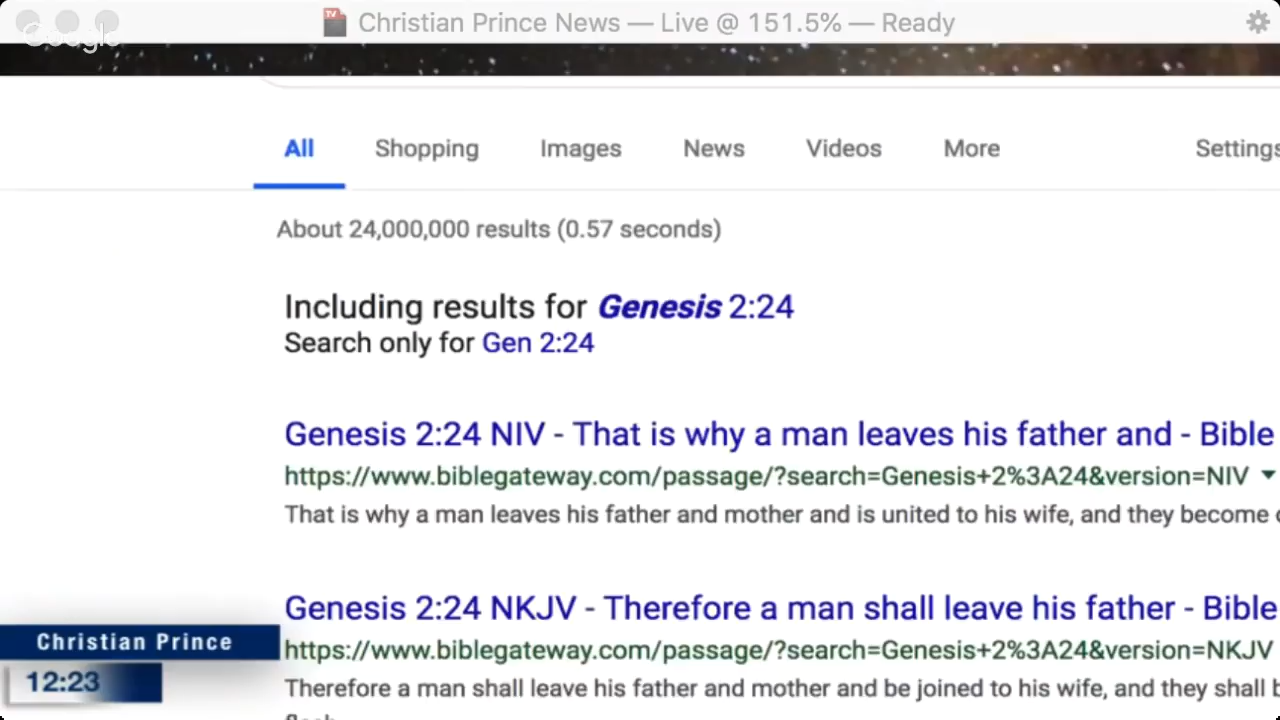 Christian Prince News — Live @ 151.5% — Ready
Google
All Shopping Images News Videos More Settings
About 24,000,000 results (0.57 seconds)
Including results for Genesis 2:24
Search only for Gen 2:24
Genesis 2:24 NIV - That is why a man leaves his father and - Bible
https://www.biblegateway.com/passage/?search=Genesis+2%3A24&version=NIV
That is why a man leaves his father and mother and is united to his wife, and they become
Genesis 2:24 NKJV - Therefore a man shall leave his father - Bible
https://www.biblegateway.com/passage/?search=Genesis+2%3A24&version=NKJV
Therefore a man shall leave his father and mother and be joined to his wife, and they shall
Christian Prince
12:23